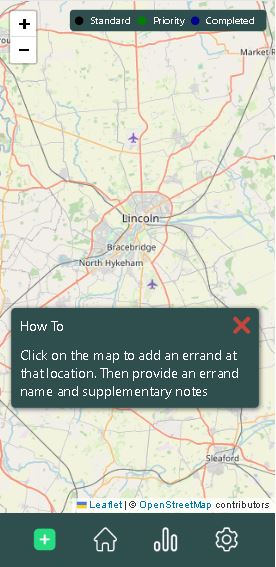 +
Standard Priority Completed
−
Market R
Lincoln
Bracebridge
North Hykeham
How To
Click on the map to add an errand at
that location. Then provide an errand
name and supplementary notes
Sleaford
Leaflet | © OpenStreetMap contributors